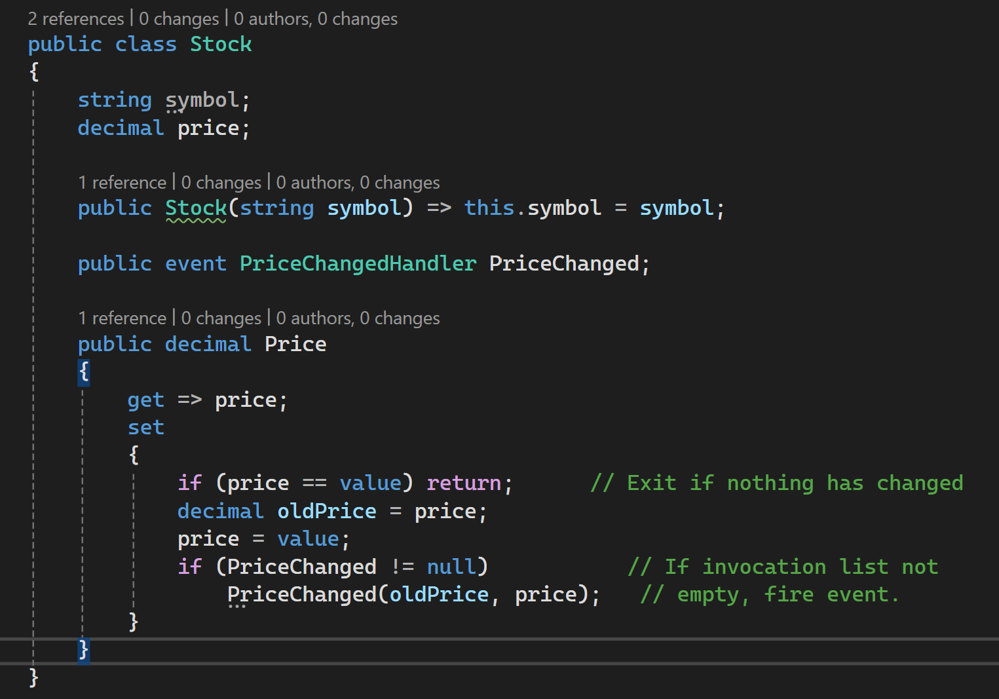 2 references | 0 changes | 0 authors, 0 changes
public class Stock
{
    string symbol;
    decimal price;

    1 reference | 0 changes | 0 authors, 0 changes
    public Stock(string symbol) => this.symbol = symbol;

    public event PriceChangedHandler PriceChanged;

    1 reference | 0 changes | 0 authors, 0 changes
    public decimal Price
    {
        get => price;
        set
        {
            if (price == value) return;      // Exit if nothing has changed
            decimal oldPrice = price;
            price = value;
            if (PriceChanged != null)           // If invocation list not
                PriceChanged(oldPrice, price);   // empty, fire event.
        }
    }
}